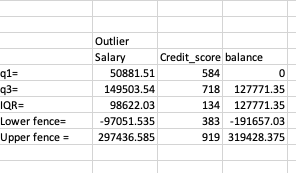 Outlier
Salary Credit_score balance
q1= 50881.51 584 0
q3= 149503.54 718 127771.35
IQR= 98622.03 134 127771.35
Lower fence= -97051.535 383 -191657.03
Upper fence = 297436.585 919 319428.375